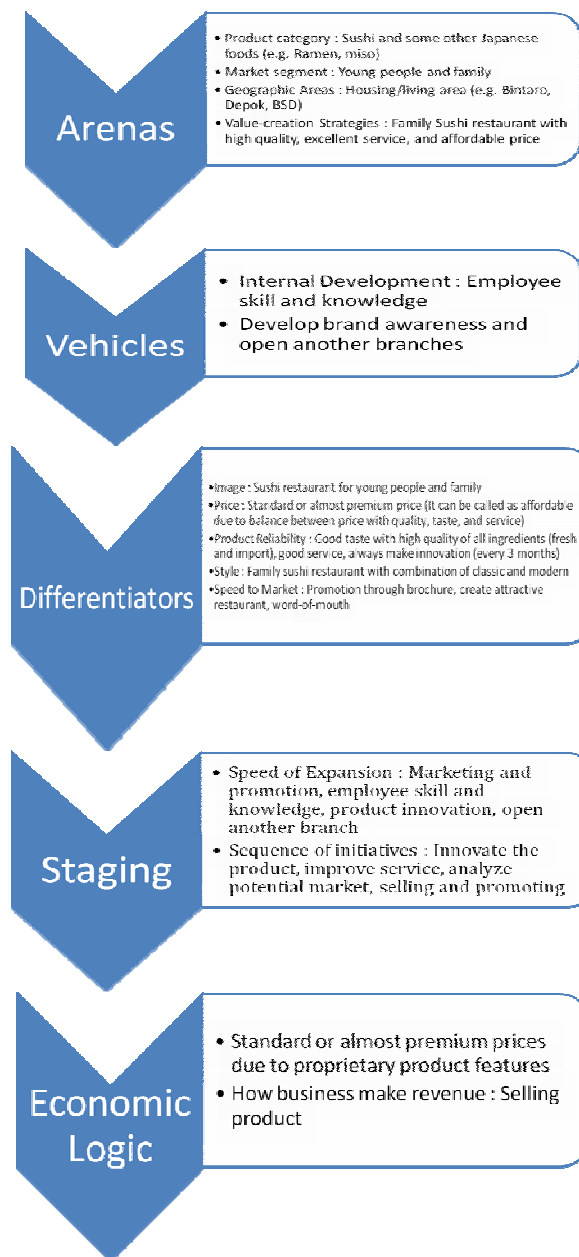 Arenas
• Product category : Sushi and some other Japanese
foods (e.g. Ramen, miso)
• Market segment : Young people and family
• Geographic Areas : Housing/living area (e.g. Bintaro,
Depok, BSD)
• Value-creation Strategies : Family Sushi restaurant with
high quality, excellent service, and affordable price
Vehicles
• Internal Development : Employee
skill and knowledge
• Develop brand awareness and
open another branches
Differentiators
•Image : Sushi restaurant for young people and family
•Price : Standard or almost premium price (it can be called as affordable
due to balance between price with quality, taste, and service)
•Product Reliability : Good taste with high quality of all ingredients (fresh
and import), good service, always make innovation (every 3 months)
•Style : Family sushi restaurant with combination of classic and modern
•Speed to Market : Promotion through brochure, create attractive
restaurant, word-of-mouth
Staging
• Speed of Expansion : Marketing and
promotion, employee skill and
knowledge, product innovation, open
another branch
• Sequence of initiatives : Innovate the
product, improve service, analyze
potential market, selling and promoting
Economic
Logic
• Standard or almost premium prices
due to proprietary product features
• How business make revenue : Selling
product